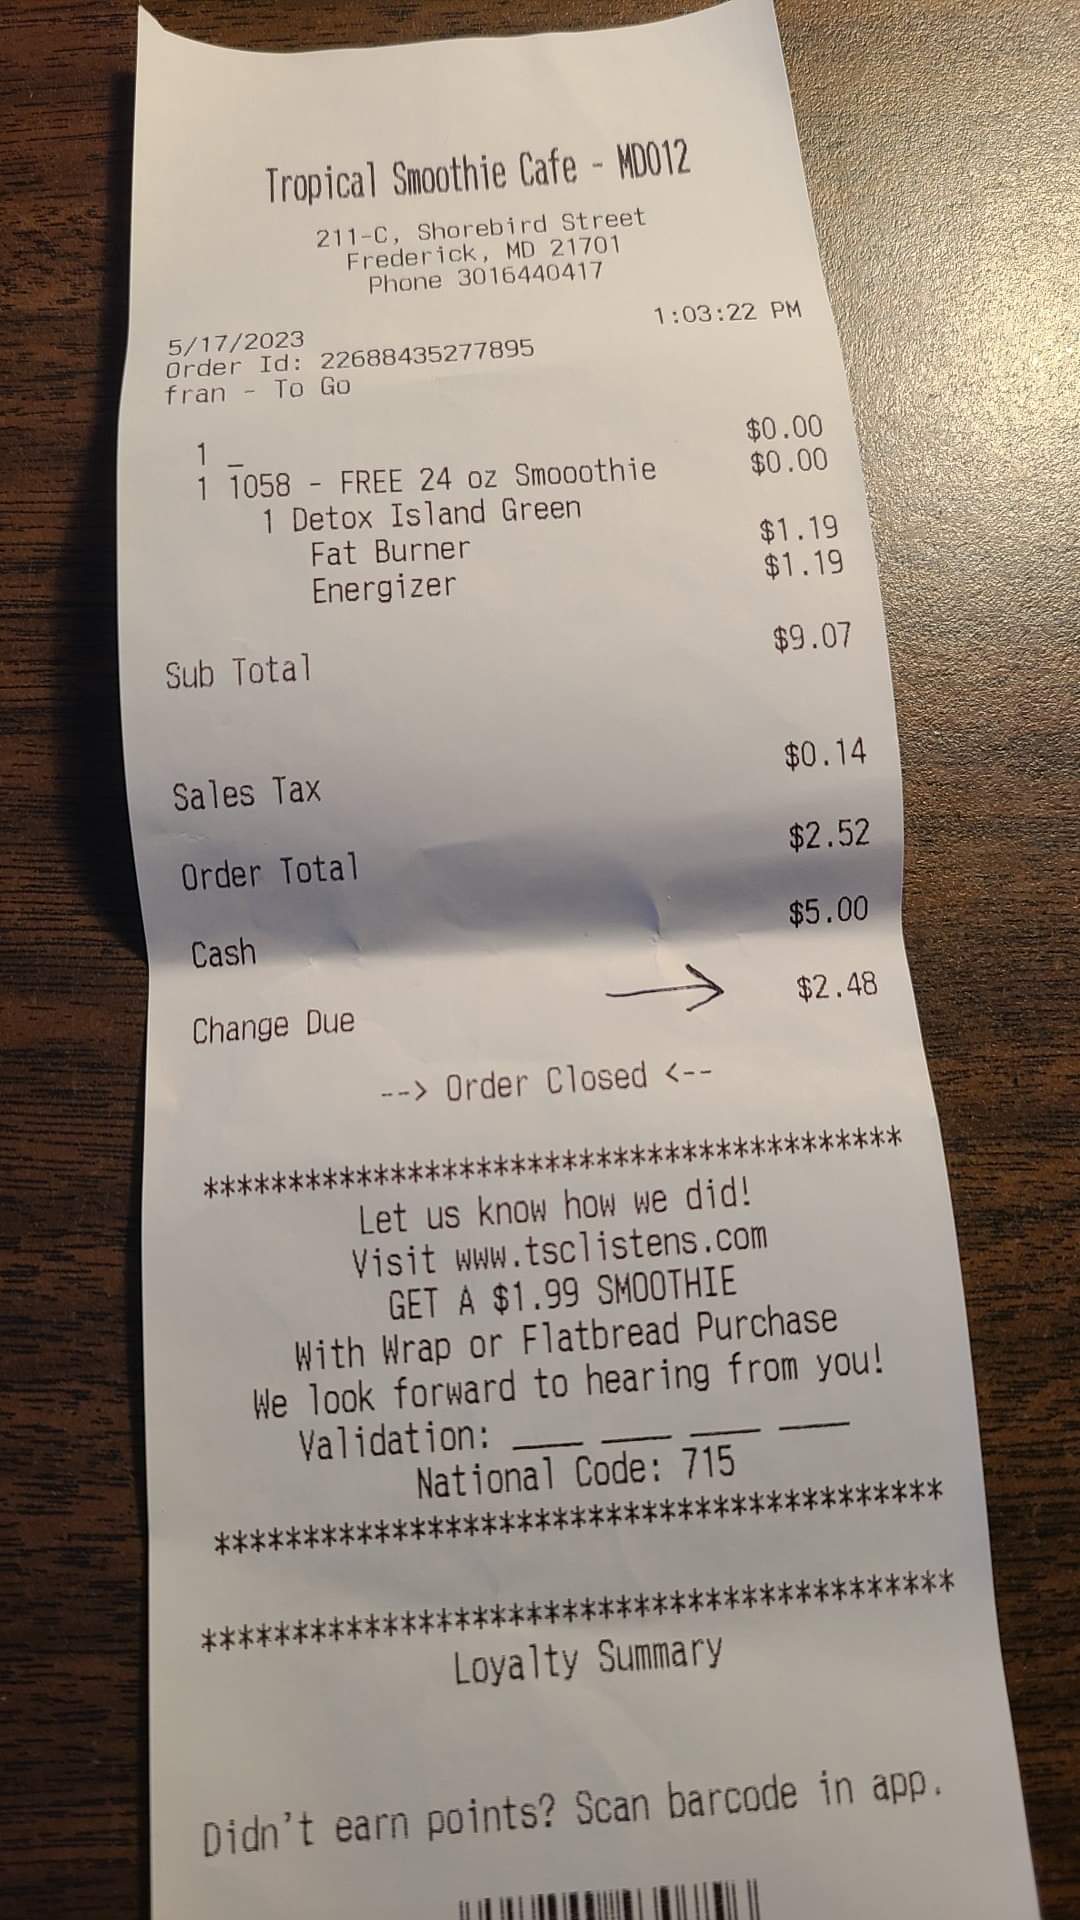 Tropical Smoothie Cafe - MD012
211-C, Shorebird Street
Frederick, MD 21701
Phone 3016440417
5/17/2023 1:03:22 PM
Order Id: 22688435277895
fran - To Go
1 _ $0.00
1 1058 - FREE 24 oz Smooothie $0.00
1 Detox Island Green
Fat Burner $1.19
Energizer $1.19
Sub Total $9.07
Sales Tax $0.14
Order Total $2.52
Cash $5.00
Change Due → $2.48
--> Order Closed <--
*****************************************
Let us know how we did!
Visit www.tsclistens.com
GET A $1.99 SMOOTHIE
With Wrap or Flatbread Purchase
We look forward to hearing from you!
Validation: ___ ___ ___ ___
National Code: 715
*****************************************
*****************************************
Loyalty Summary
Didn't earn points? Scan barcode in app.